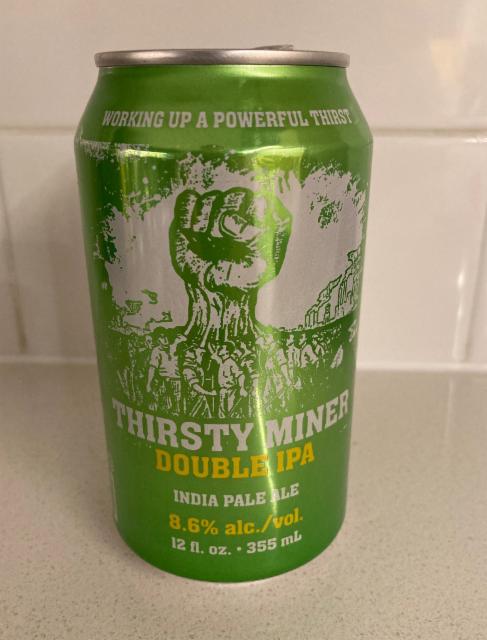 WORKING UP A POWERFUL THIRST
THIRSTY MINER
DOUBLE IPA
INDIA PALE ALE
8.6% alc./vol.
12 fl. oz. • 355 mL